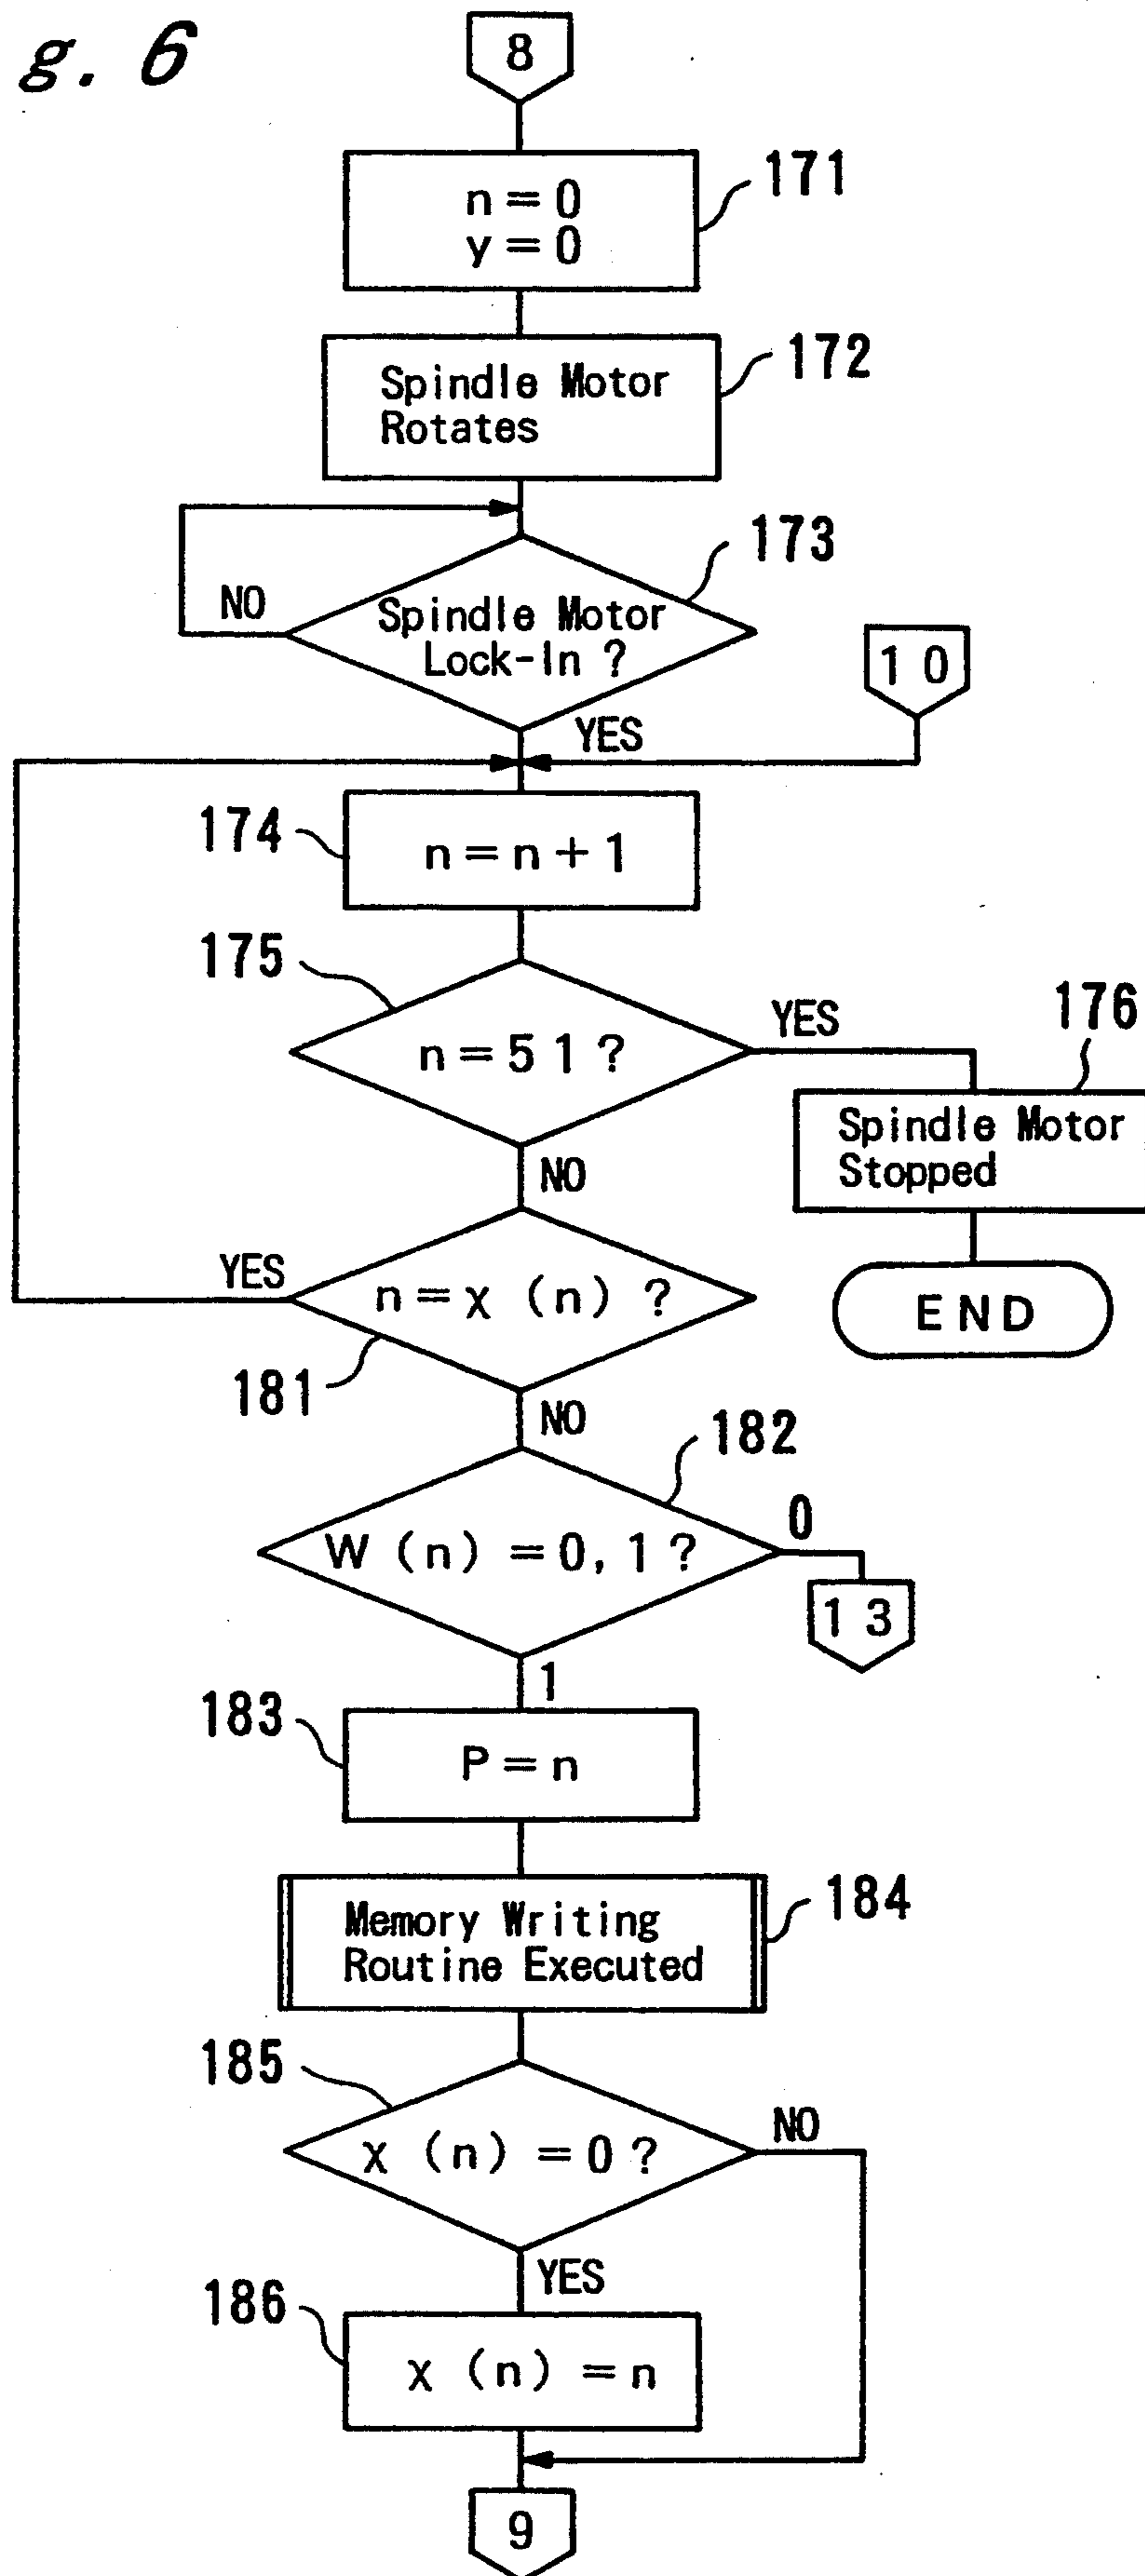 g. 6
8
n=0
y=0
171
Spindle Motor
Rotates
172
173
NO
Spindle Motor
Lock-In ?
YES
1 0
174
n=n+1
175
n=5 1?
YES
176
Spindle Motor
Stopped
NO
END
YES
n=χ (n) ?
181
NO
182
W (n) =0, 1?
0
1 3
1
183
P=n
184
Memory Writing
Routine Executed
185
χ (n) =0?
NO
YES
186
χ (n) =n
9